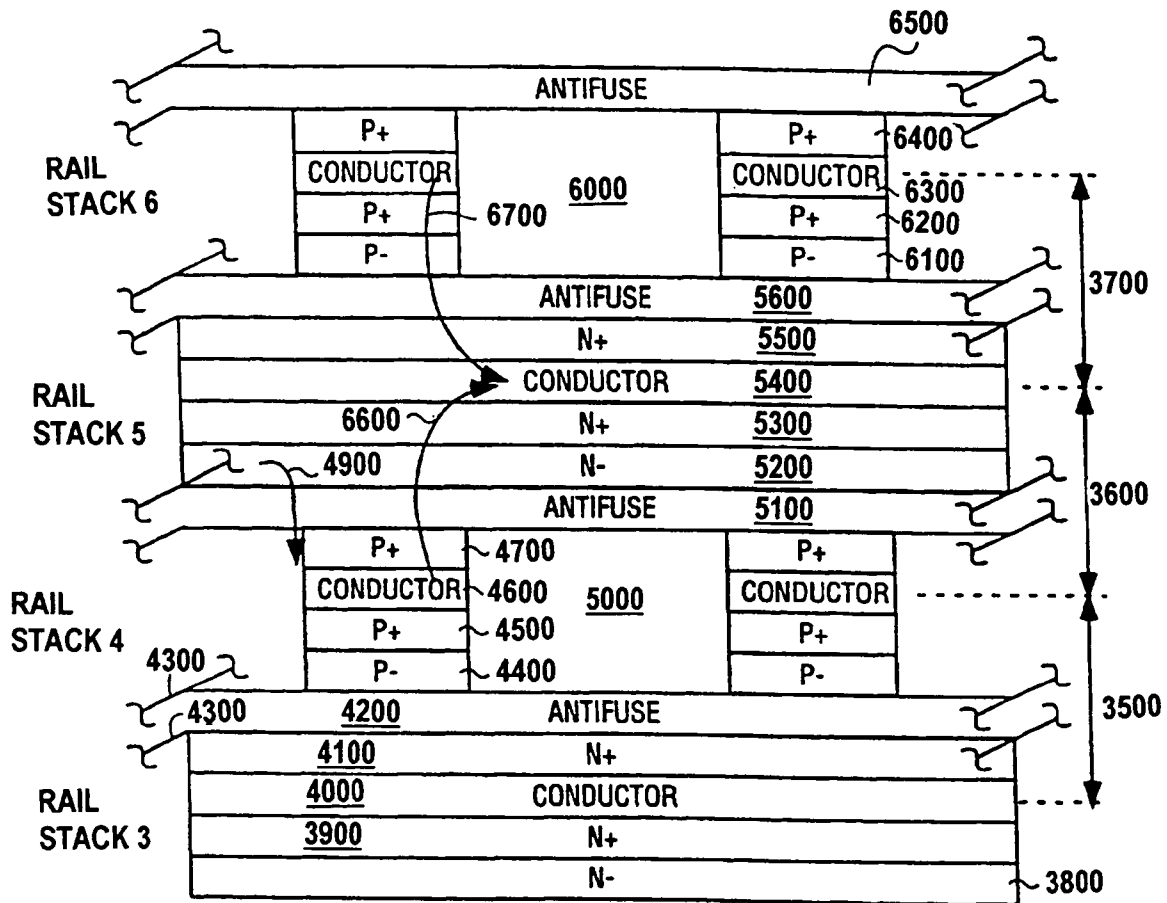 6500
ANTIFUSE
P+ P+ 6400
RAIL
STACK 6
CONDUCTOR 6000 CONDUCTOR 6300
P+ 6700 P+ 6200
P- P- 6100
3700
ANTIFUSE 5600
N+ 5500
CONDUCTOR 5400
RAIL
STACK 5
6600 N+ 5300
4900 N- 5200
3600
ANTIFUSE 5100
P+ 4700 P+
CONDUCTOR 4600 5000 CONDUCTOR
RAIL
STACK 4
P+ 4500 P+
P- 4400 P-
4300
3500
4300 4200 ANTIFUSE
4100 N+
4000 CONDUCTOR
RAIL
STACK 3
3900 N+
N- 3800